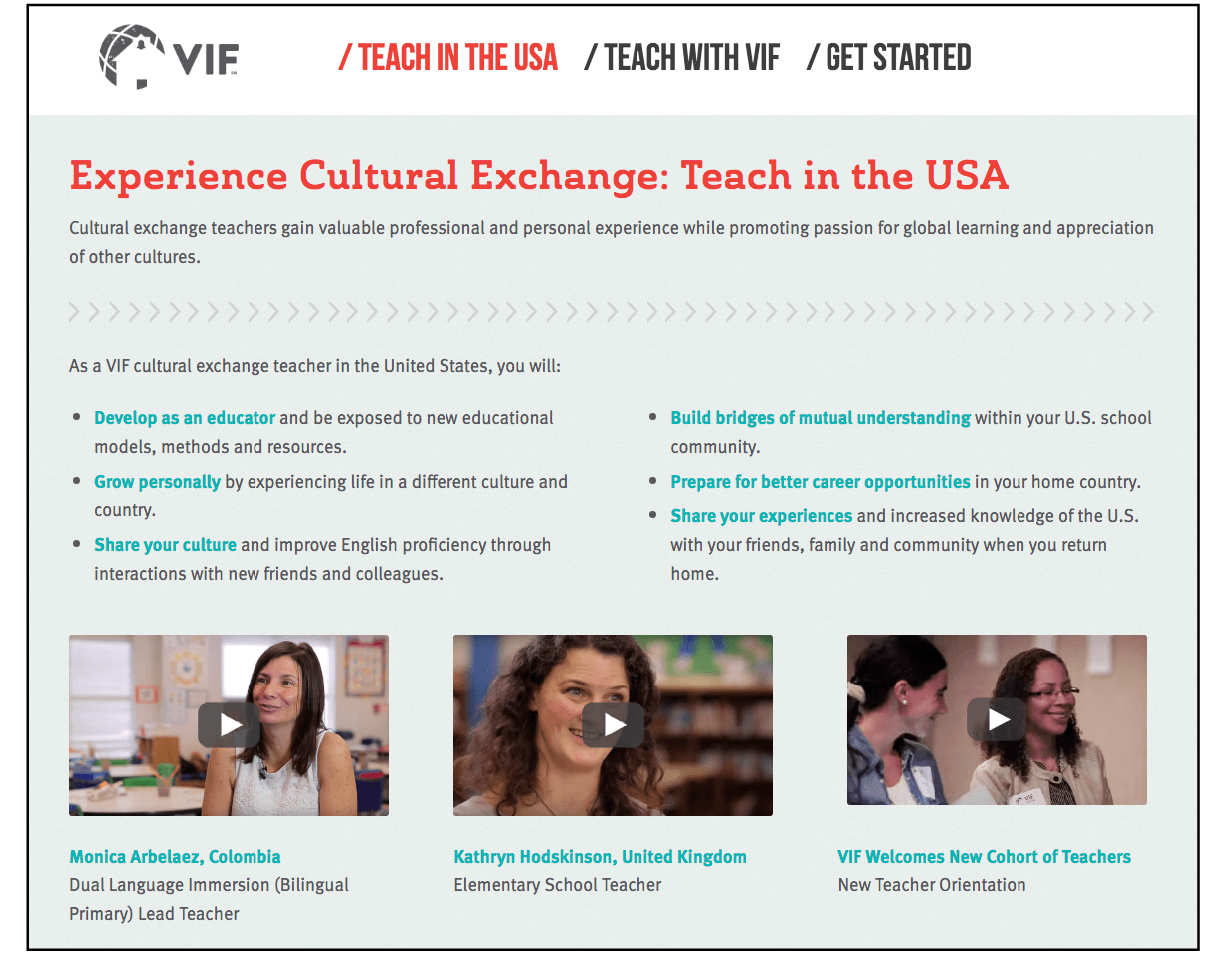 VIF
/ TEACH IN THE USA / TEACH WITH VIF / GET STARTED
Experience Cultural Exchange: Teach in the USA
Cultural exchange teachers gain valuable professional and personal experience while promoting passion for global learning and appreciation
of other cultures.
As a VIF cultural exchange teacher in the United States, you will:
• Develop as an educator and be exposed to new educational
models, methods and resources.
• Grow personally by experiencing life in a different culture and
country.
• Share your culture and improve English proficiency through
interactions with new friends and colleagues.
• Build bridges of mutual understanding within your U.S. school
community.
• Prepare for better career opportunities in your home country.
• Share your experiences and increased knowledge of the U.S.
with your friends, family and community when you return
home.
VIF
Monica Arbelaez, Colombia
Dual Language Immersion (Bilingual
Primary) Lead Teacher
Kathryn Hodskinson, United Kingdom
Elementary School Teacher
VIF Welcomes New Cohort of Teachers
New Teacher Orientation